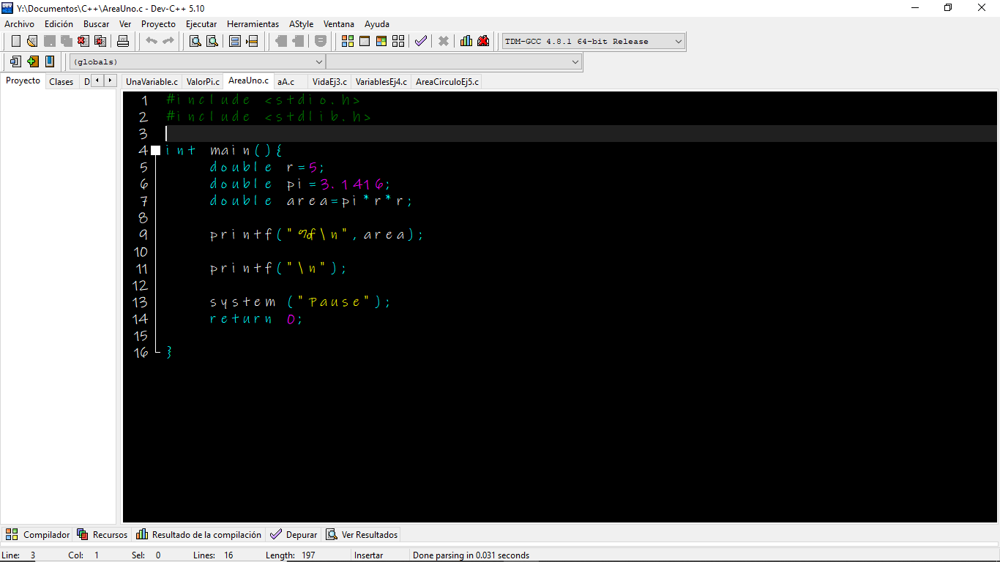 Y:\Documentos\C++\AreaUno.c - Dev-C++ 5.10
Archivo Edición Buscar Ver Proyecto Ejecutar Herramientas AStyle Ventana Ayuda
TDM-GCC 4.8.1 64-bit Release
(globals)
Proyecto Clases D UnaVariable.c ValorPi.c AreaUno.c aA.c VidaEj3.c VariablesEj4.c AreaCirculoEj5.c
1 #include <stdio.h>
2 #include <stdlib.h>
3
4 int main(){
5 double r=5;
6 double pi=3.1416;
7 double area=pi*r*r;
8
9 printf("%f\n",area);
10
11 printf("\n");
12
13 system ("Pause");
14 return 0;
15
16 }
Compilador Recursos Resultado de la compilación Depurar Ver Resultados
Line: 3 Col: 1 Sel: 0 Lines: 16 Length: 197 Insertar Done parsing in 0.031 seconds